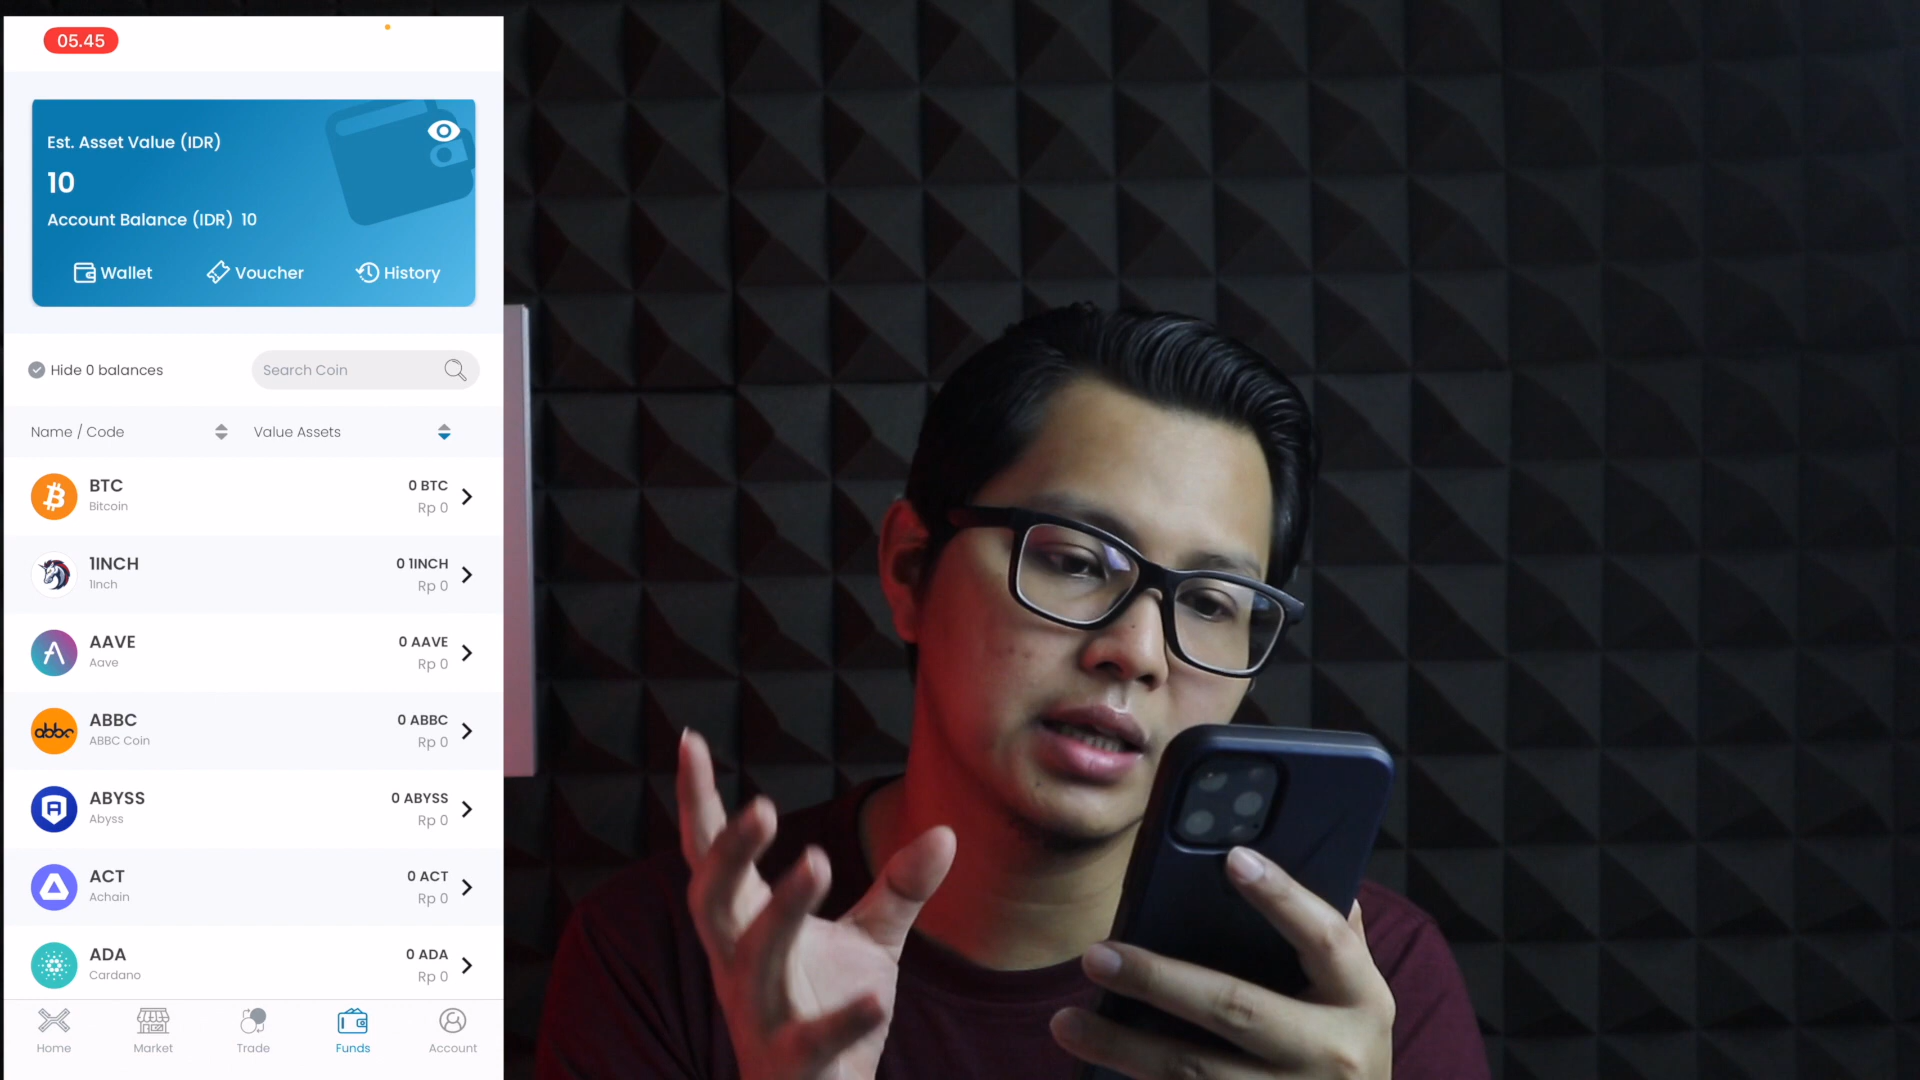 05.45
Est. Asset Value (IDR)
10
Account Balance (IDR) 10
Wallet Voucher History
Hide 0 balances Search Coin
Name / Code Value Assets
BTC 0 BTC
Bitcoin Rp 0
1INCH 0 1INCH
1Inch Rp 0
AAVE 0 AAVE
Aave Rp 0
abbc ABBC 0 ABBC
ABBC Coin Rp 0
ABYSS 0 ABYSS
Abyss Rp 0
ACT 0 ACT
Achain Rp 0
ADA 0 ADA
Cardano Rp 0
Home Market Trade Funds Account